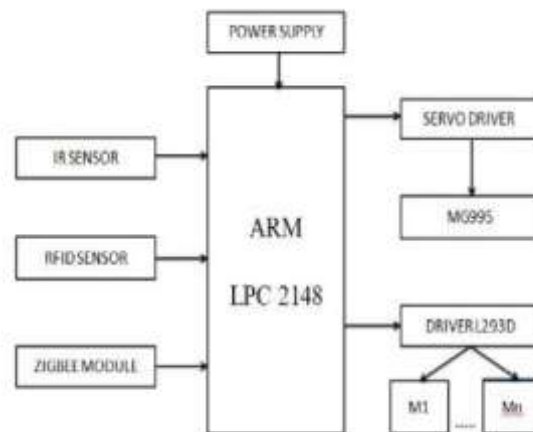 POWER SUPPLY
IR SENSOR
RFID SENSOR
ZIGBEE MODULE
ARM
LPC 2148
SERVO DRIVER
MG995
DRIVER L293D
M1
.....
Mn